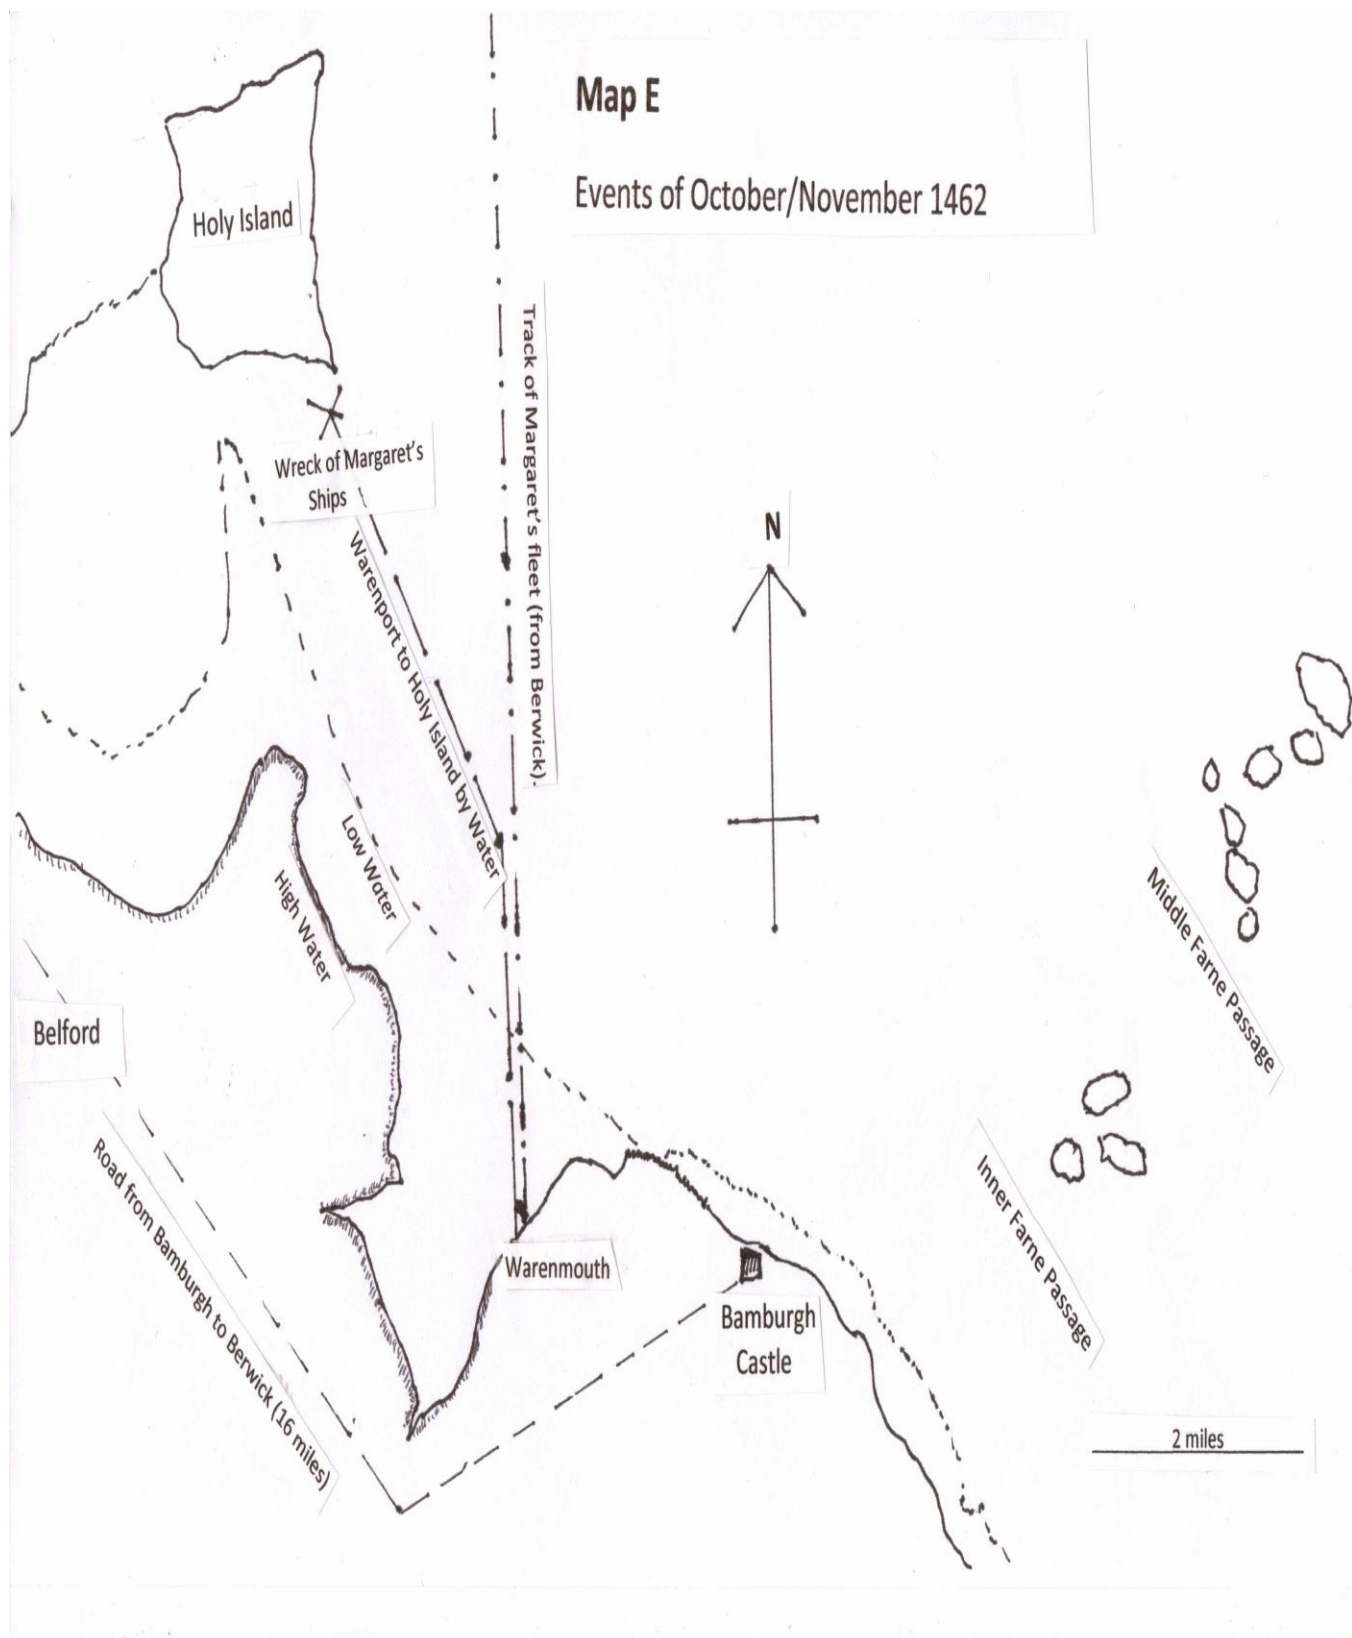 Map E
Events of October/November 1462
Holy Island
Track of Margaret's fleet (from Berwick).
Wreck of Margaret's
Ships
N
Warenport to Holy Island by Water
Low Water
High Water
Middle Farne Passage
Belford
Inner Farne Passage
Road from Bamburgh to Berwick (16 miles)
Warenmouth
Bamburgh
Castle
2 miles